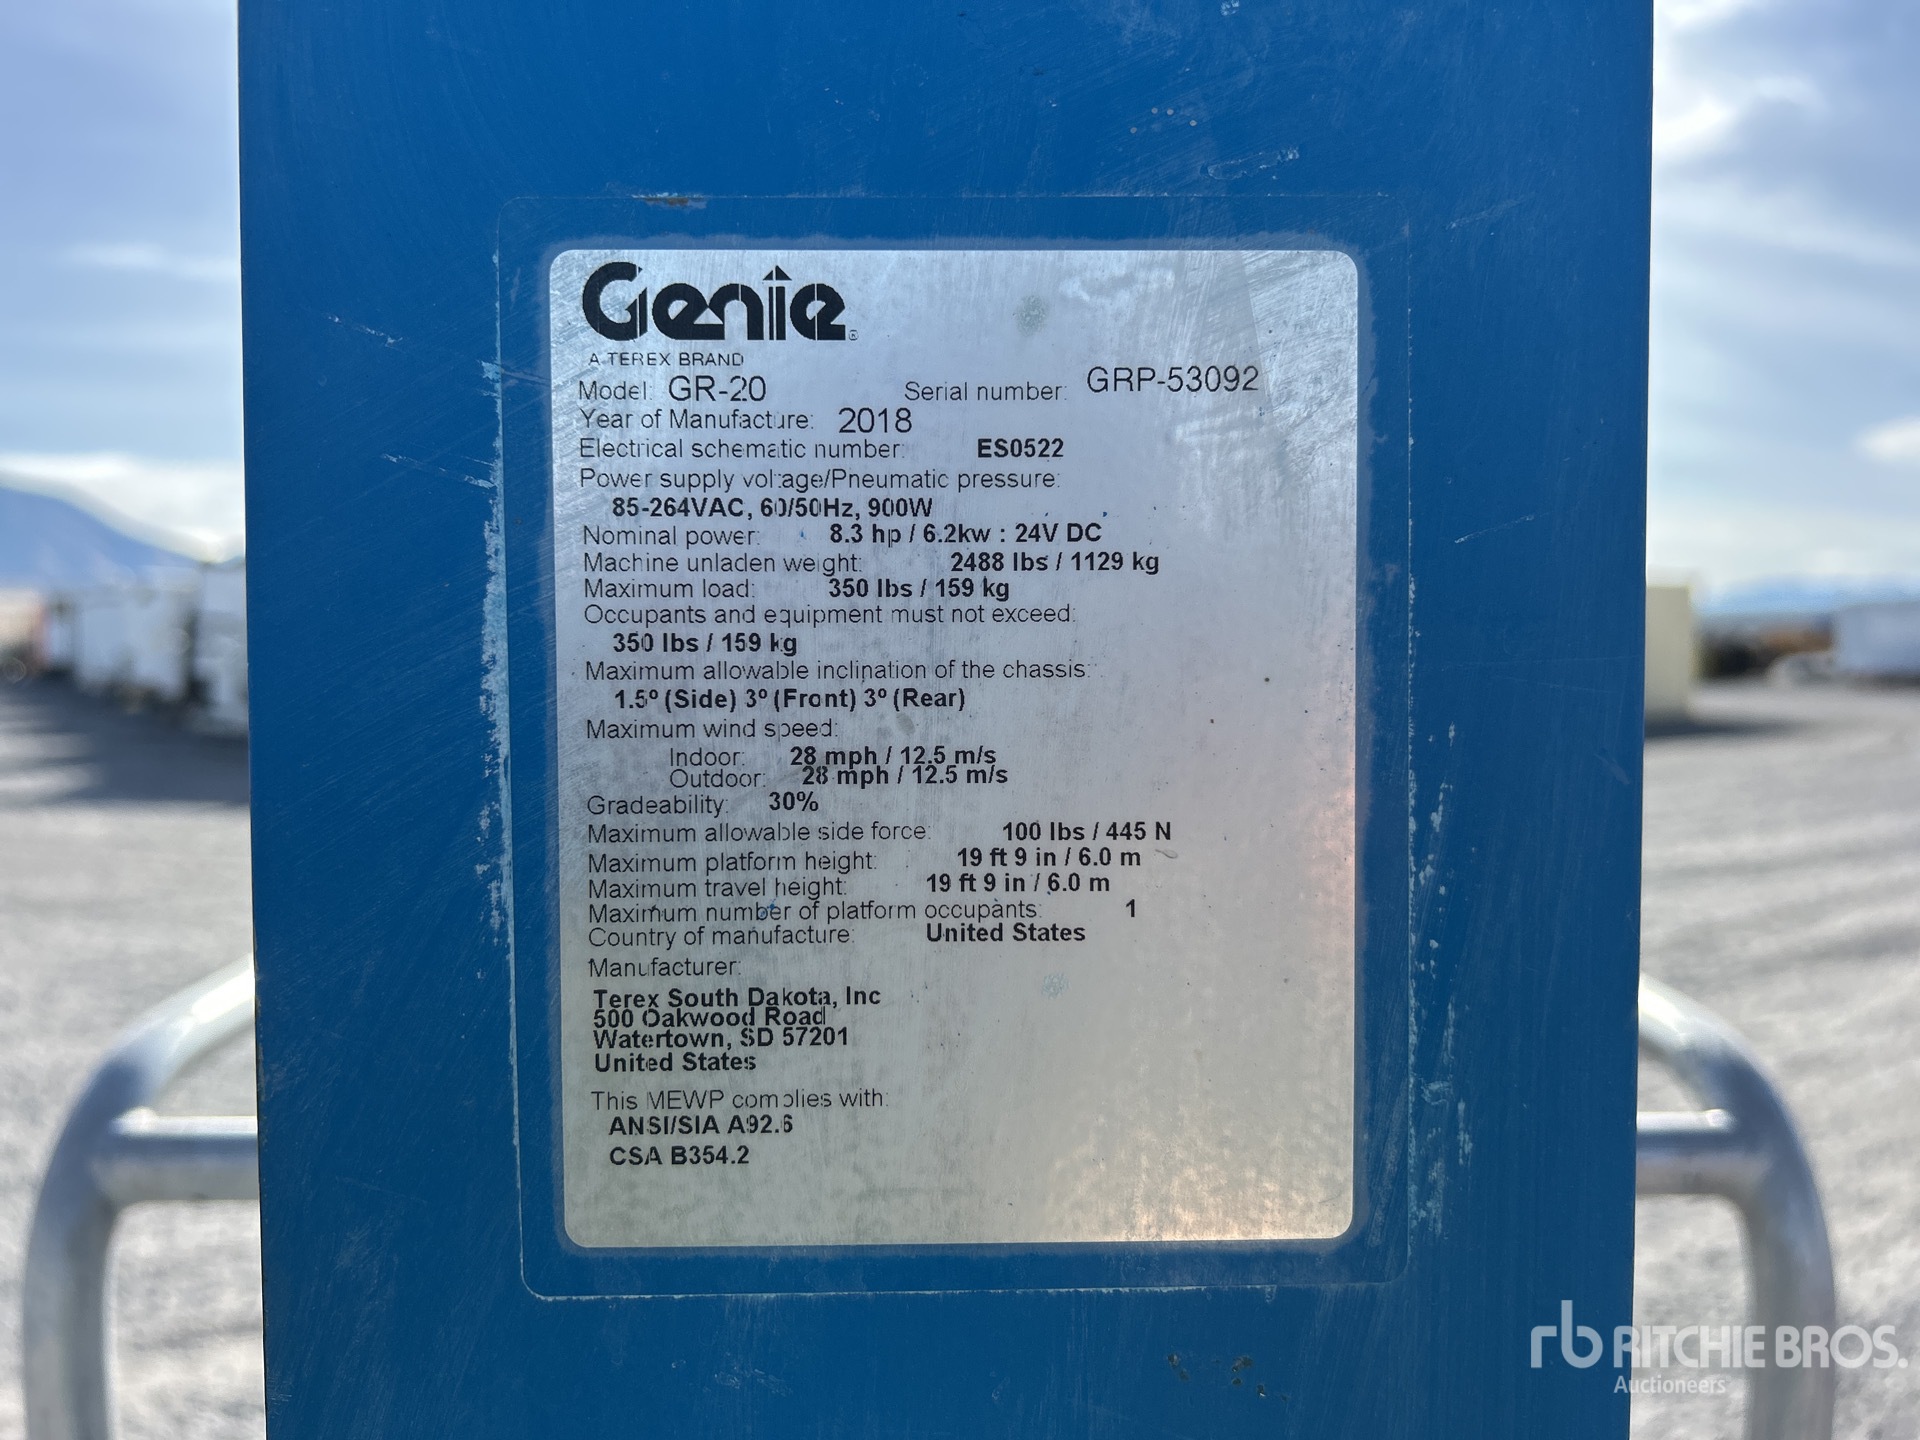 Genie®
A TEREX BRAND
Model: GR-20 Serial number: GRP-53092
Year of Manufacture: 2018
Electrical schematic number: ES0522
Power supply voltage/Pneumatic pressure:
85-264VAC, 60/50Hz, 900W
Nominal power: 8.3 hp / 6.2kw : 24V DC
Machine unladen weight: 2488 lbs / 1129 kg
Maximum load: 350 lbs / 159 kg
Occupants and equipment must not exceed:
350 lbs / 159 kg
Maximum allowable inclination of the chassis:
1.5º (Side) 3º (Front) 3º (Rear)
Maximum wind speed:
Indoor: 28 mph / 12.5 m/s
Outdoor: 28 mph / 12.5 m/s
Gradeability: 30%
Maximum allowable side force: 100 lbs / 445 N
Maximum platform height: 19 ft 9 in / 6.0 m
Maximum travel height: 19 ft 9 in / 6.0 m
Maximum number of platform occupants: 1
Country of manufacture: United States
Manufacturer:
Terex South Dakota, Inc
500 Oakwood Road
Watertown, SD 57201
United States
This MEWP complies with:
ANSI/SIA A92.6
CSA B354.2
rb RITCHIE BROS.
Auctioneers